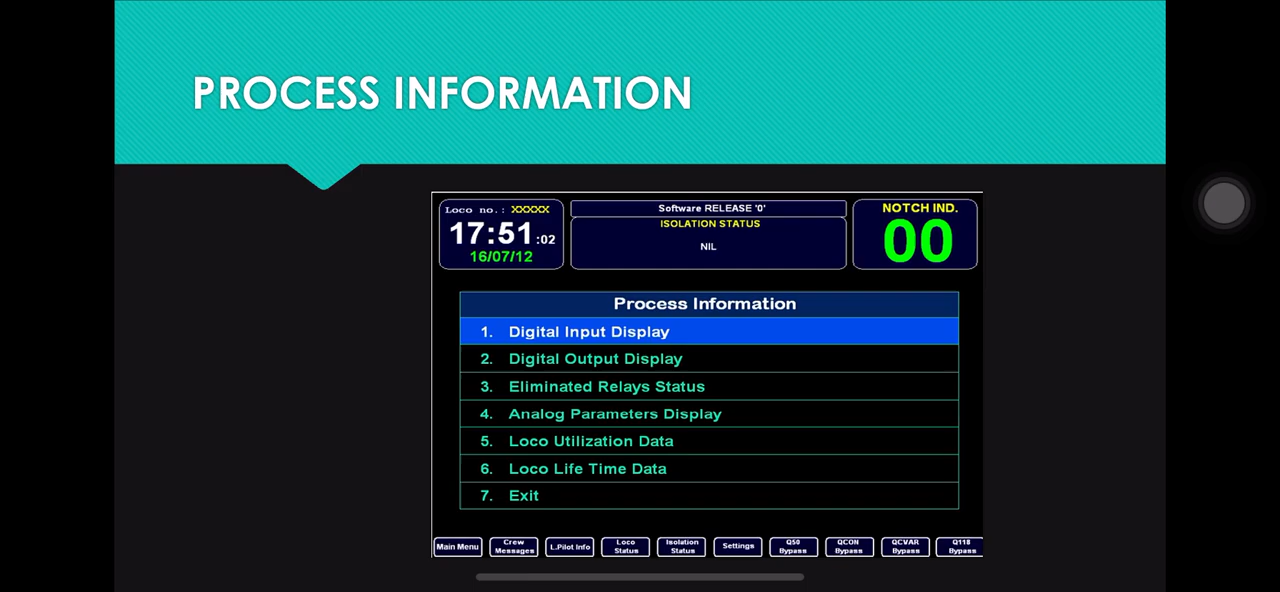 PROCESS INFORMATION
Loco no.: XXXXX
17:51:02
16/07/12
Software RELEASE '0'
ISOLATION STATUS
NIL
NOTCH IND.
00
Process Information
1. Digital Input Display
2. Digital Output Display
3. Eliminated Relays Status
4. Analog Parameters Display
5. Loco Utilization Data
6. Loco Life Time Data
7. Exit
Main Menu
Crew
Messages
L.Pilot Info
Loco
Status
Isolation
Status
Settings
Q50
Bypass
QCON
Bypass
QCVAR
Bypass
Q118
Bypass